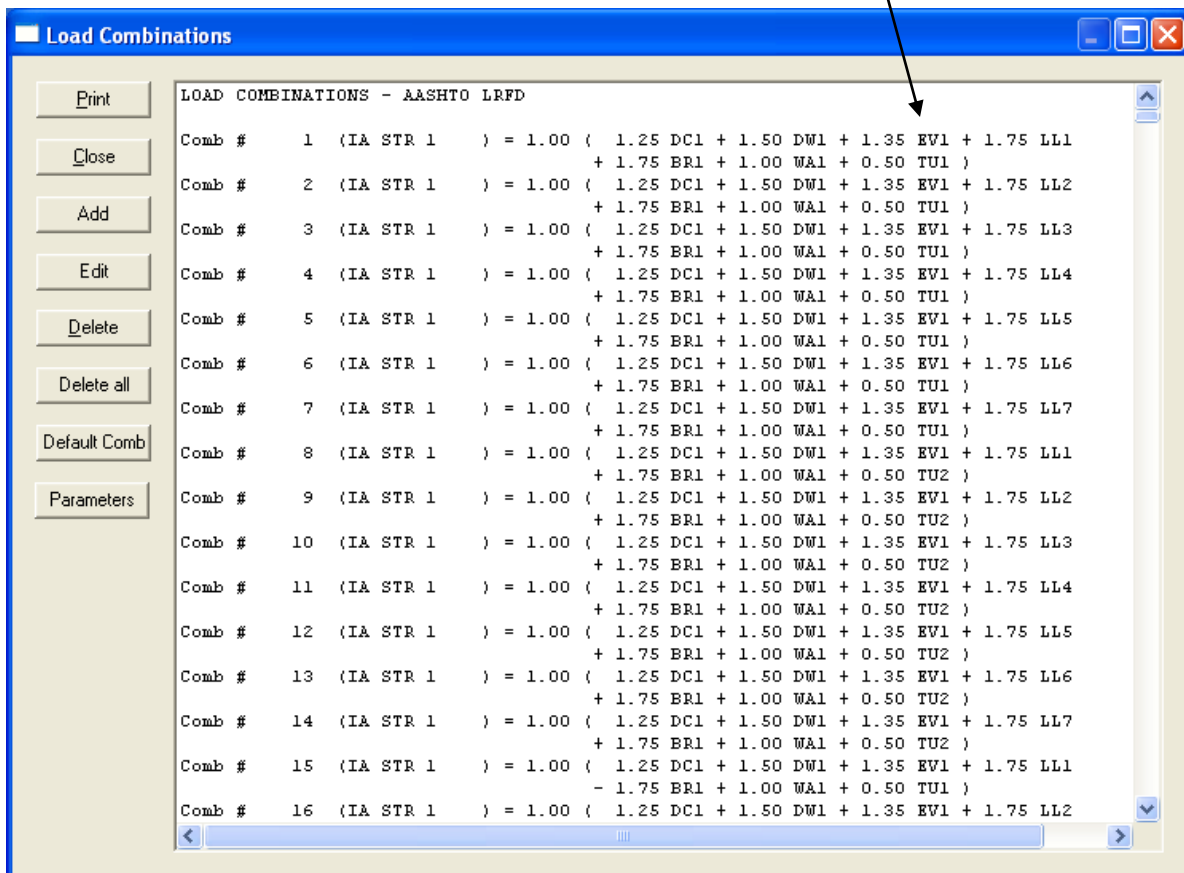 Load Combinations
Print
Close
Add
Edit
Delete
Delete all
Default Comb
Parameters
LOAD COMBINATIONS - AASHTO LRFD
Comb # 1 (IA STR 1 ) = 1.00 ( 1.25 DC1 + 1.50 DW1 + 1.35 EV1 + 1.75 LL1
+ 1.75 BR1 + 1.00 WA1 + 0.50 TU1 )
Comb # 2 (IA STR 1 ) = 1.00 ( 1.25 DC1 + 1.50 DW1 + 1.35 EV1 + 1.75 LL2
+ 1.75 BR1 + 1.00 WA1 + 0.50 TU1 )
Comb # 3 (IA STR 1 ) = 1.00 ( 1.25 DC1 + 1.50 DW1 + 1.35 EV1 + 1.75 LL3
+ 1.75 BR1 + 1.00 WA1 + 0.50 TU1 )
Comb # 4 (IA STR 1 ) = 1.00 ( 1.25 DC1 + 1.50 DW1 + 1.35 EV1 + 1.75 LL4
+ 1.75 BR1 + 1.00 WA1 + 0.50 TU1 )
Comb # 5 (IA STR 1 ) = 1.00 ( 1.25 DC1 + 1.50 DW1 + 1.35 EV1 + 1.75 LL5
+ 1.75 BR1 + 1.00 WA1 + 0.50 TU1 )
Comb # 6 (IA STR 1 ) = 1.00 ( 1.25 DC1 + 1.50 DW1 + 1.35 EV1 + 1.75 LL6
+ 1.75 BR1 + 1.00 WA1 + 0.50 TU1 )
Comb # 7 (IA STR 1 ) = 1.00 ( 1.25 DC1 + 1.50 DW1 + 1.35 EV1 + 1.75 LL7
+ 1.75 BR1 + 1.00 WA1 + 0.50 TU1 )
Comb # 8 (IA STR 1 ) = 1.00 ( 1.25 DC1 + 1.50 DW1 + 1.35 EV1 + 1.75 LL1
+ 1.75 BR1 + 1.00 WA1 + 0.50 TU2 )
Comb # 9 (IA STR 1 ) = 1.00 ( 1.25 DC1 + 1.50 DW1 + 1.35 EV1 + 1.75 LL2
+ 1.75 BR1 + 1.00 WA1 + 0.50 TU2 )
Comb # 10 (IA STR 1 ) = 1.00 ( 1.25 DC1 + 1.50 DW1 + 1.35 EV1 + 1.75 LL3
+ 1.75 BR1 + 1.00 WA1 + 0.50 TU2 )
Comb # 11 (IA STR 1 ) = 1.00 ( 1.25 DC1 + 1.50 DW1 + 1.35 EV1 + 1.75 LL4
+ 1.75 BR1 + 1.00 WA1 + 0.50 TU2 )
Comb # 12 (IA STR 1 ) = 1.00 ( 1.25 DC1 + 1.50 DW1 + 1.35 EV1 + 1.75 LL5
+ 1.75 BR1 + 1.00 WA1 + 0.50 TU2 )
Comb # 13 (IA STR 1 ) = 1.00 ( 1.25 DC1 + 1.50 DW1 + 1.35 EV1 + 1.75 LL6
+ 1.75 BR1 + 1.00 WA1 + 0.50 TU2 )
Comb # 14 (IA STR 1 ) = 1.00 ( 1.25 DC1 + 1.50 DW1 + 1.35 EV1 + 1.75 LL7
+ 1.75 BR1 + 1.00 WA1 + 0.50 TU2 )
Comb # 15 (IA STR 1 ) = 1.00 ( 1.25 DC1 + 1.50 DW1 + 1.35 EV1 + 1.75 LL1
- 1.75 BR1 + 1.00 WA1 + 0.50 TU1 )
Comb # 16 (IA STR 1 ) = 1.00 ( 1.25 DC1 + 1.50 DW1 + 1.35 EV1 + 1.75 LL2